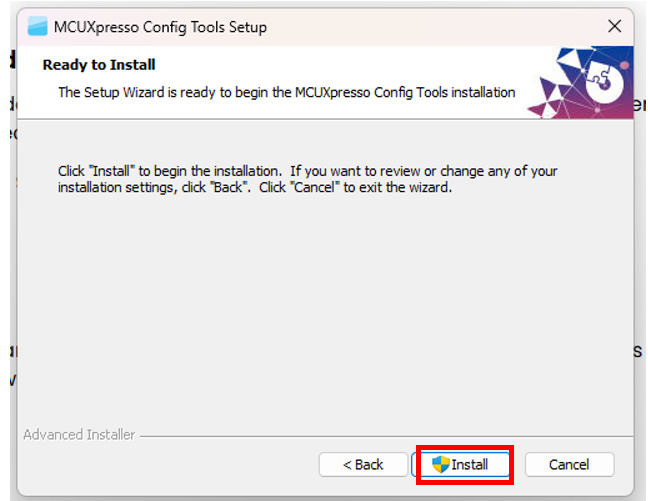 MCUXpresso Config Tools Setup
Ready to Install
The Setup Wizard is ready to begin the MCUXpresso Config Tools installation
Click "Install" to begin the installation.  If you want to review or change any of your
installation settings, click "Back".  Click "Cancel" to exit the wizard.
Advanced Installer
< Back
Install
Cancel